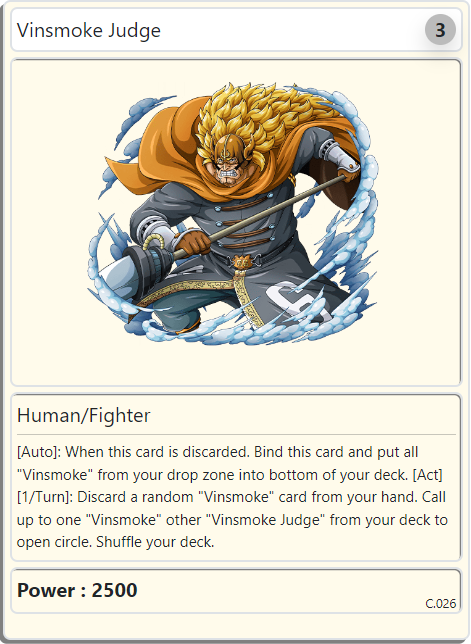 Vinsmoke Judge
3
Human/Fighter
[Auto]: When this card is discarded. Bind this card and put all
"Vinsmoke" from your drop zone into bottom of your deck. [Act]
[1/Turn]: Discard a random "Vinsmoke" card from your hand. Call
up to one "Vinsmoke" other "Vinsmoke Judge" from your deck to
open circle. Shuffle your deck.
Power : 2500
C.026